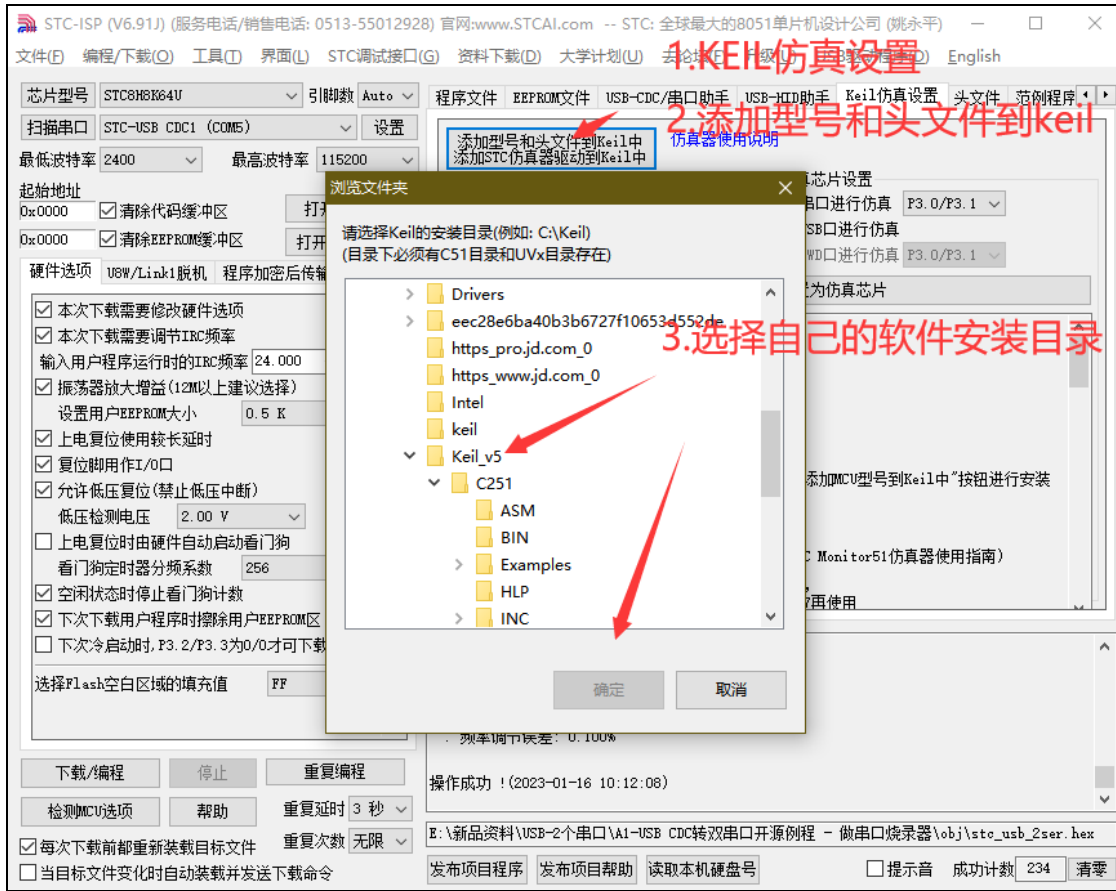 STC-ISP (V6.91J) (服务电话/销售电话: 0513-55012928) 官网:www.STCAI.com -- STC: 全球最大的8051单片机设计公司 (姚永平)
文件(F) 编程/下载(O) 工具(T) 界面(L) STC调试接口(G) 资料下载(D) 大学计划(U) English
1.KEIL仿真设置
芯片型号 STC8H8K64U 引脚数 Auto
程序文件 EEPROM文件 USB-CDC/串口助手 USB-HID助手 Keil仿真设置 头文件 范例程序
扫描串口 STC-USB CDC1 (COM5) 设置
2.添加型号和头文件到keil
添加型号和头文件到Keil中
添加STC仿真器驱动到Keil中
仿真器使用说明
最低波特率 2400 最高波特率 115200
起始地址
0x0000 清除代码缓冲区
0x0000 清除EEPROM缓冲区
芯片设置
串口进行仿真 P3.0/P3.1
口进行仿真
口进行仿真 P3.0/P3.1
为仿真芯片
硬件选项 U8W/Link1脱机 程序加密后传输
本次下载需要修改硬件选项
本次下载需要调节IRC频率
输入用户程序运行时的IRC频率 24.000
振荡器放大增益(12M以上建议选择)
设置用户EEPROM大小 0.5 K
上电复位使用较长延时
复位脚用作I/O口
允许低压复位(禁止低压中断)
低压检测电压 2.00 V
上电复位时由硬件自动启动看门狗
看门狗定时器分频系数 256
空闲状态时停止看门狗计数
下次下载用户程序时擦除用户EEPROM区
下次冷启动时,P3.2/P3.3为0/0才可下载
选择Flash空白区域的填充值 FF
浏览文件夹
请选择Keil的安装目录(例如: C:\Keil)
(目录下必须有C51目录和UVx目录存在)
Drivers
eec28e6ba40b3b6727f10653d552de
https_pro.jd.com_0
https_www.jd.com_0
Intel
keil
Keil_v5
C251
ASM
BIN
Examples
HLP
INC
确定 取消
3.选择自己的软件安装目录
添加MCU型号到Keil中"按钮进行安装
Monitor51仿真器使用指南)
再使用
频率调节误差: 0.100%
操作成功 !(2023-01-16 10:12:08)
下载/编程 停止 重复编程
检测MCU选项 帮助 重复延时 3 秒
重复次数 无限
每次下载前都重新装载目标文件
当目标文件变化时自动装载并发送下载命令
E:\新品资料\USB-2个串口\A1-USB CDC转双串口开源例程 - 做串口烧录器\obj\stc_usb_2ser.hex
发布项目程序 发布项目帮助 读取本机硬盘号 提示音 成功计数 234 清零